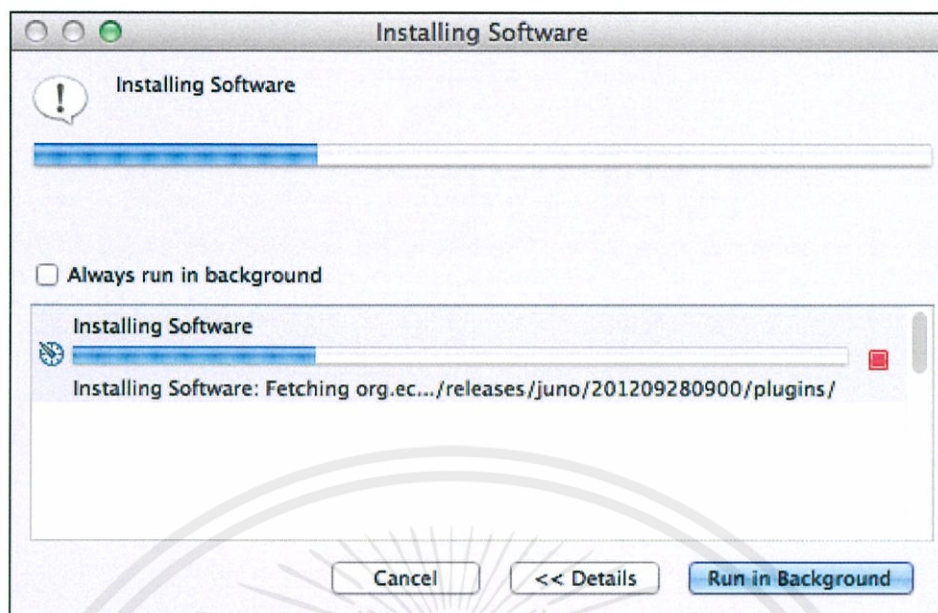 Installing Software
Installing Software
Always run in background
Installing Software
Installing Software: Fetching org.ec.../releases/juno/201209280900/plugins/
Cancel
<< Details
Run in Background